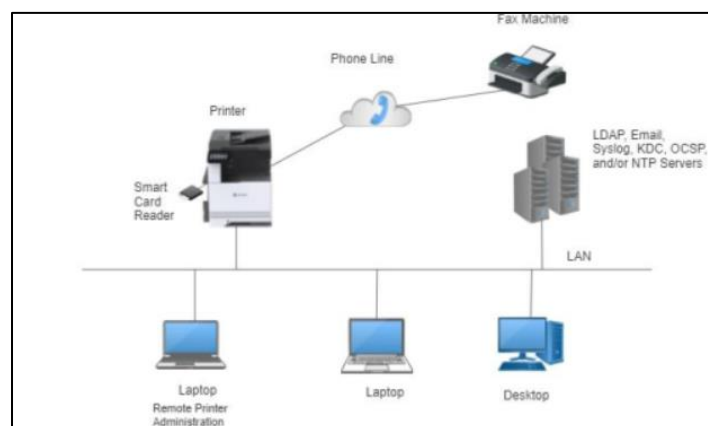 Fax Machine
Phone Line
Printer
LDAP, Email,
Syslog, KDC, OCSP,
and/or NTP Servers
Smart
Card
Reader
LAN
Laptop
Remote Printer
Administration
Laptop
Desktop